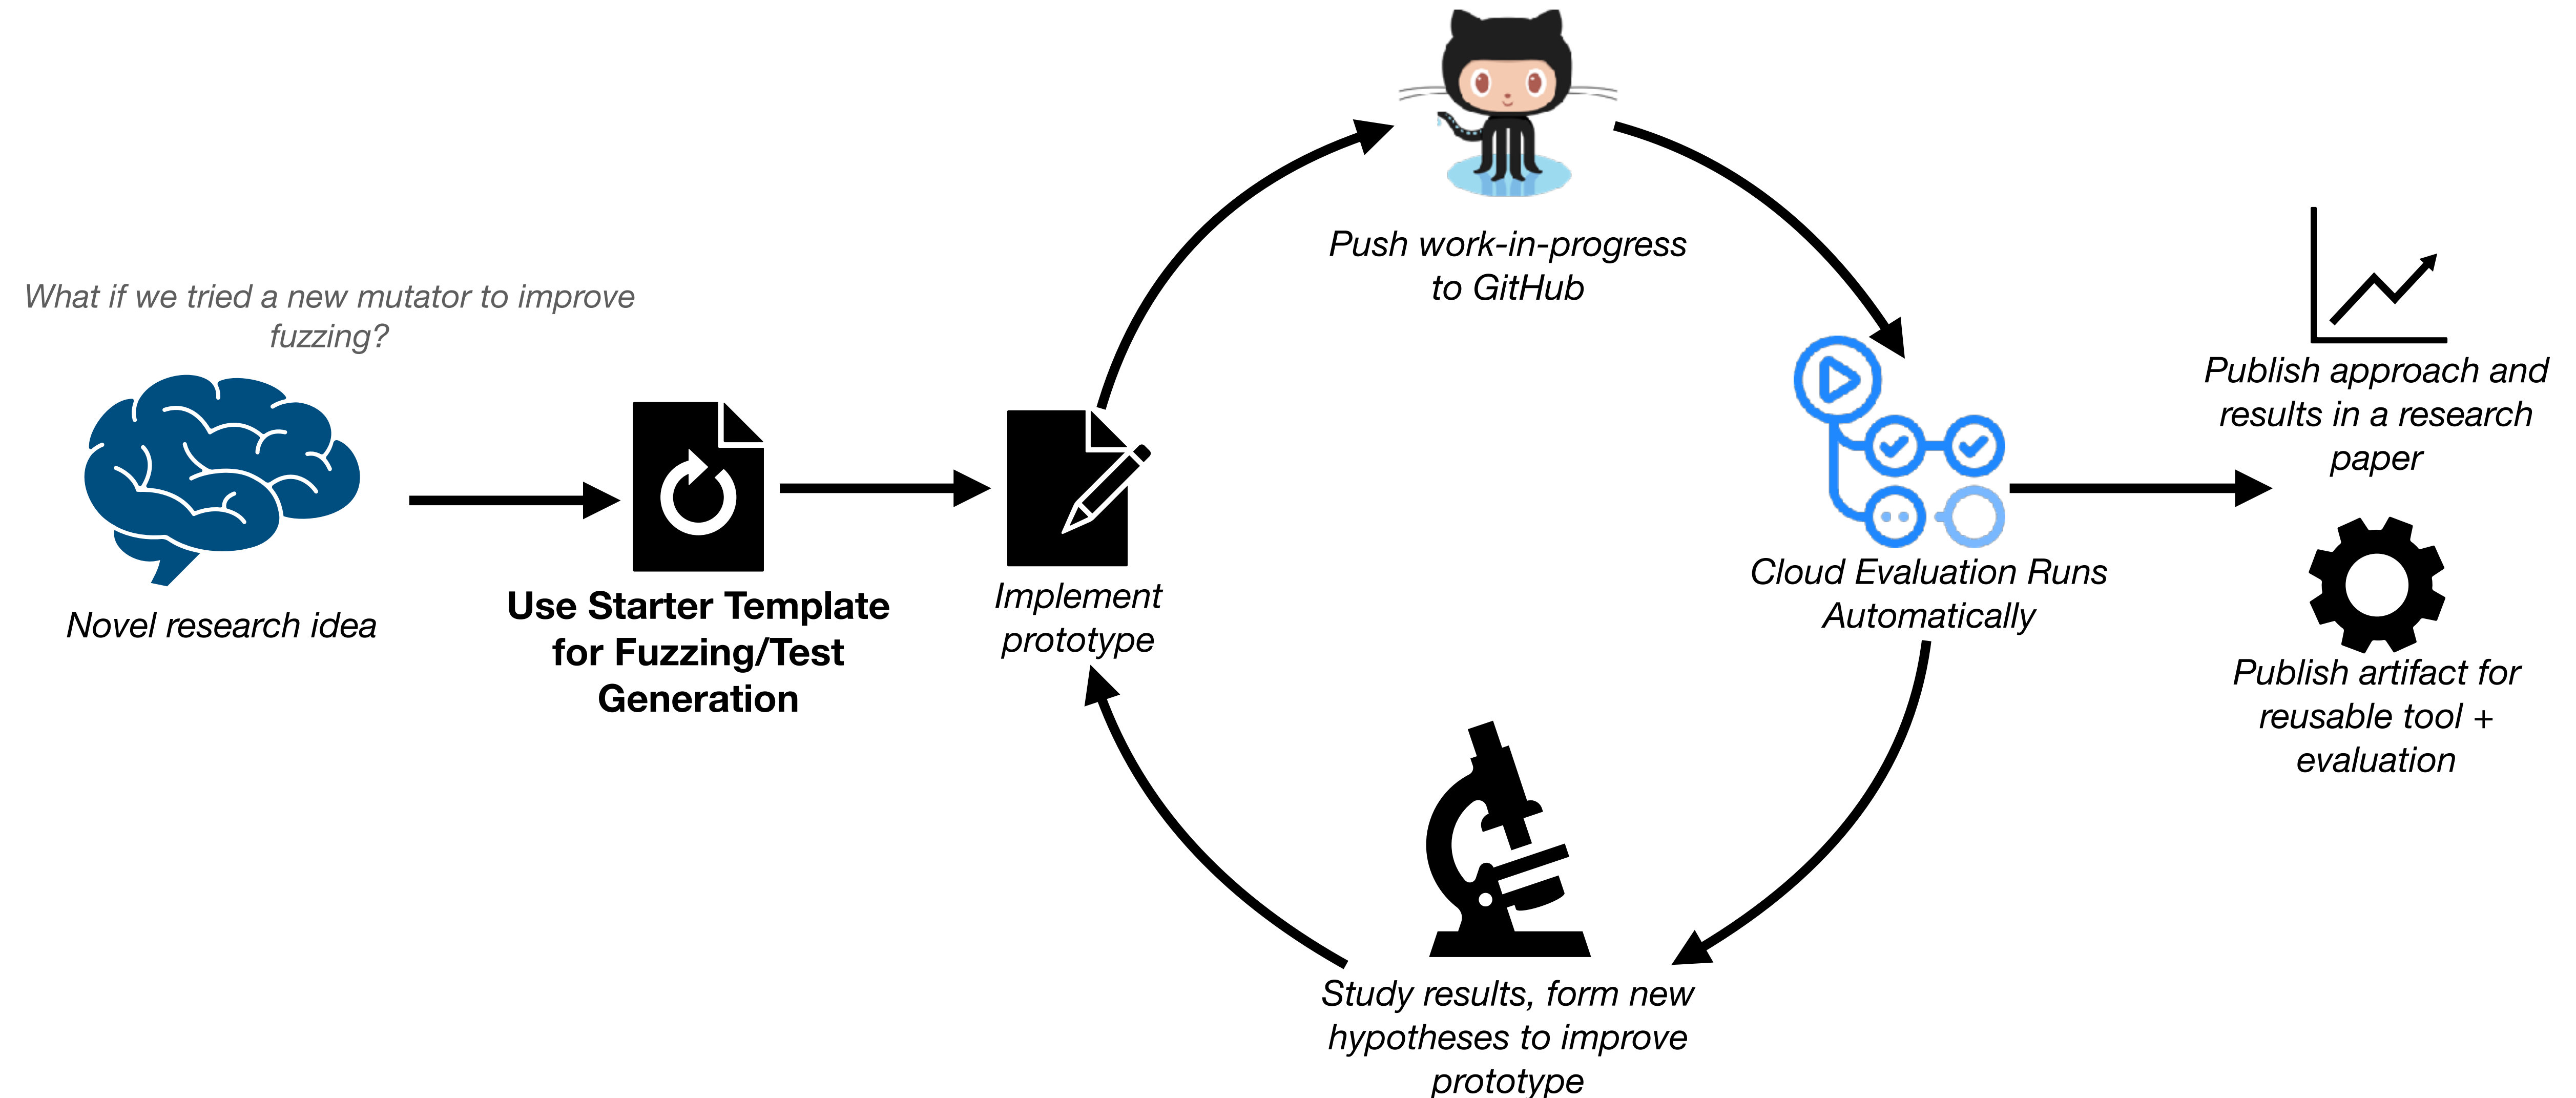 What if we tried a new mutator to improve
fuzzing?
Novel research idea
Use Starter Template
for Fuzzing/Test
Generation
Implement
prototype
Push work-in-progress
to GitHub
Cloud Evaluation Runs
Automatically
Study results, form new
hypotheses to improve
prototype
Publish approach and
results in a research
paper
Publish artifact for
reusable tool +
evaluation